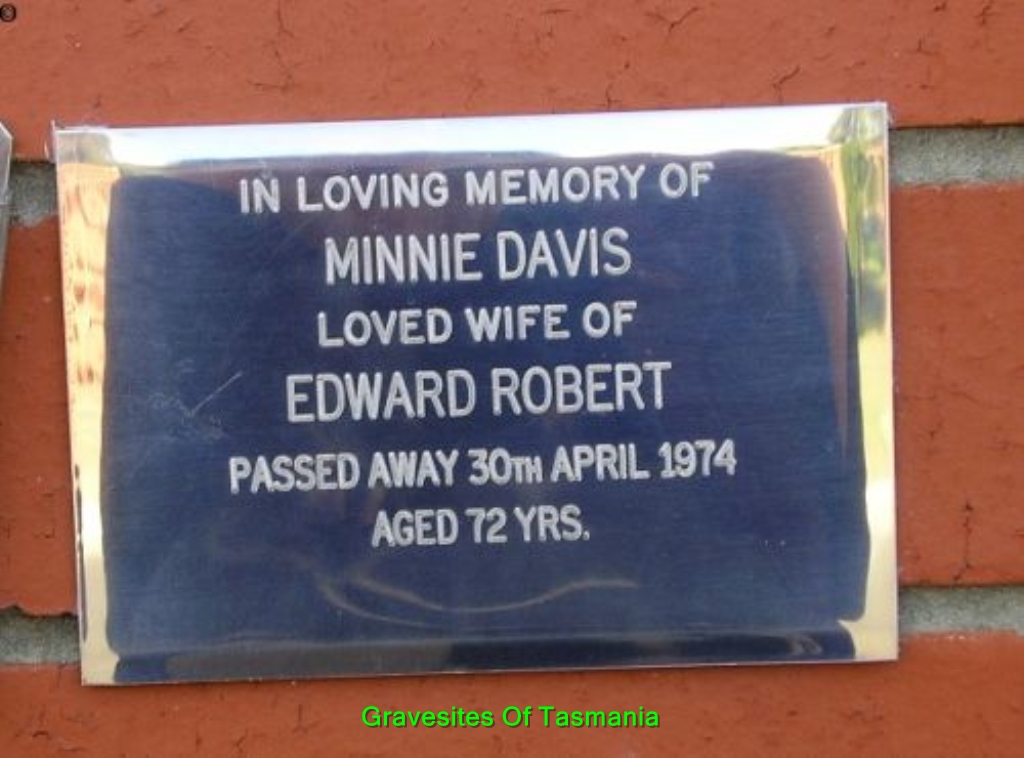 IN LOVING MEMORY OF
MINNIE DAVIS
LOVED WIFE OF
EDWARD ROBERT
PASSED AWAY 30TH APRIL 1974
AGED 72 YRS.
Gravesites Of Tasmania